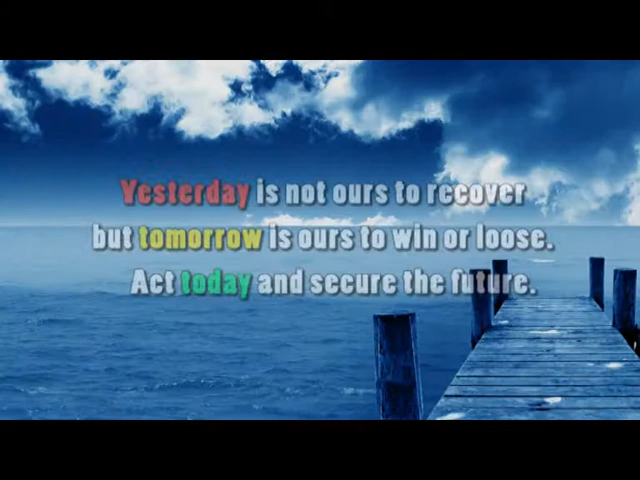 Yesterday is not ours to recover
but tomorrow is ours to win or loose.
Act today and secure the future.